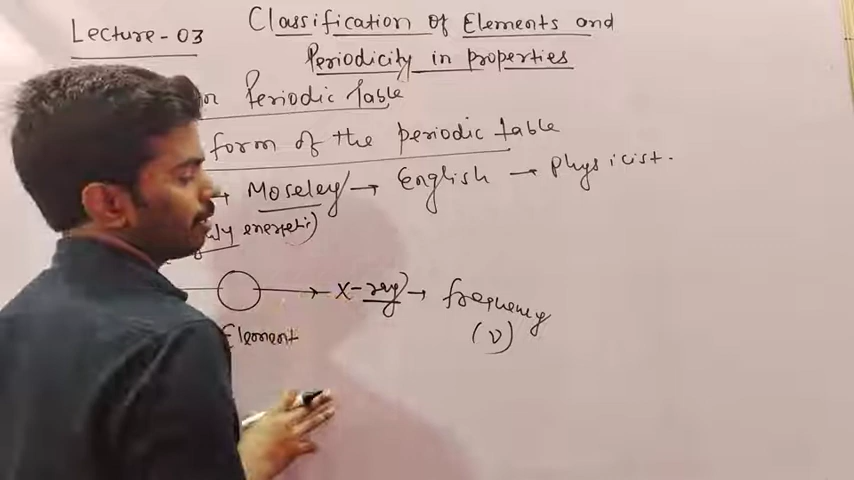 Lecture - 03 Classification of Elements and
Periodicity in properties
Periodic Table
form of the periodic table
→ Moseley → English → Physicist.
energetic)
X-ray → frequency
(ν)
Element